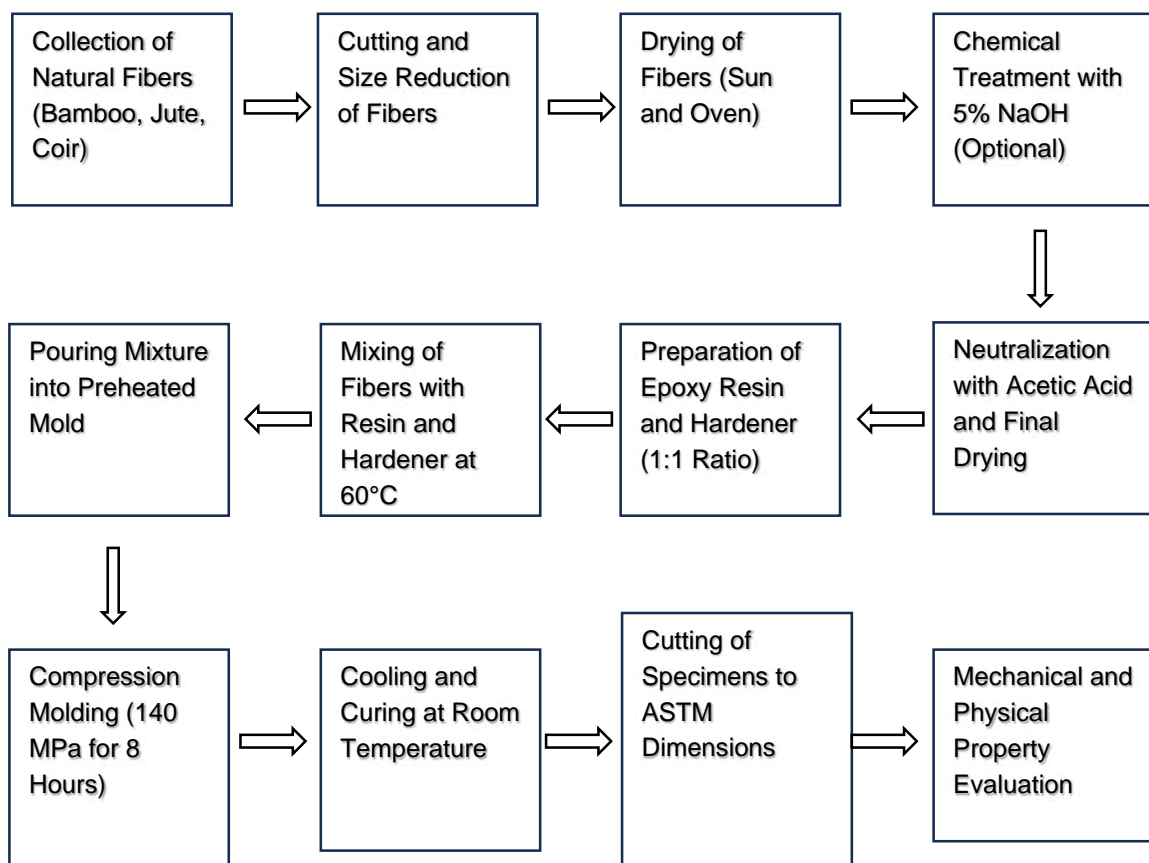 Collection of
Natural Fibers
(Bamboo, Jute,
Coir)
Cutting and
Size Reduction
of Fibers
Drying of
Fibers (Sun
and Oven)
Chemical
Treatment with
5% NaOH
(Optional)
Neutralization
with Acetic Acid
and Final
Drying
Preparation of
Epoxy Resin
and Hardener
(1:1 Ratio)
Mixing of
Fibers with
Resin and
Hardener at
60°C
Pouring Mixture
into Preheated
Mold
Compression
Molding (140
MPa for 8
Hours)
Cooling and
Curing at Room
Temperature
Cutting of
Specimens to
ASTM
Dimensions
Mechanical and
Physical
Property
Evaluation